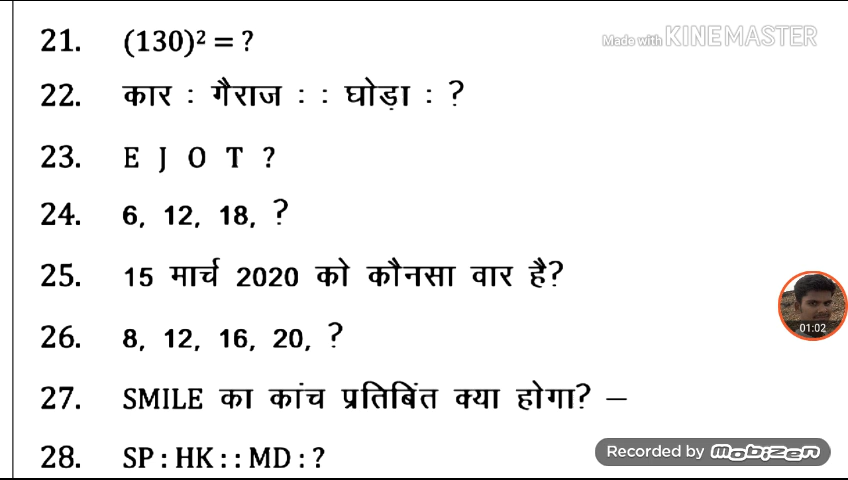 21. (130)² = ?
Made with KINEMASTER
22. कार : गैराज : : घोड़ा : ?
23. E J O T ?
24. 6, 12, 18, ?
25. 15 मार्च 2020 को कौनसा वार है?
01:02
26. 8, 12, 16, 20, ?
27. SMILE का कांच प्रतिबिंत क्या होगा? –
28. SP : HK : : MD : ?
Recorded by Mobizen